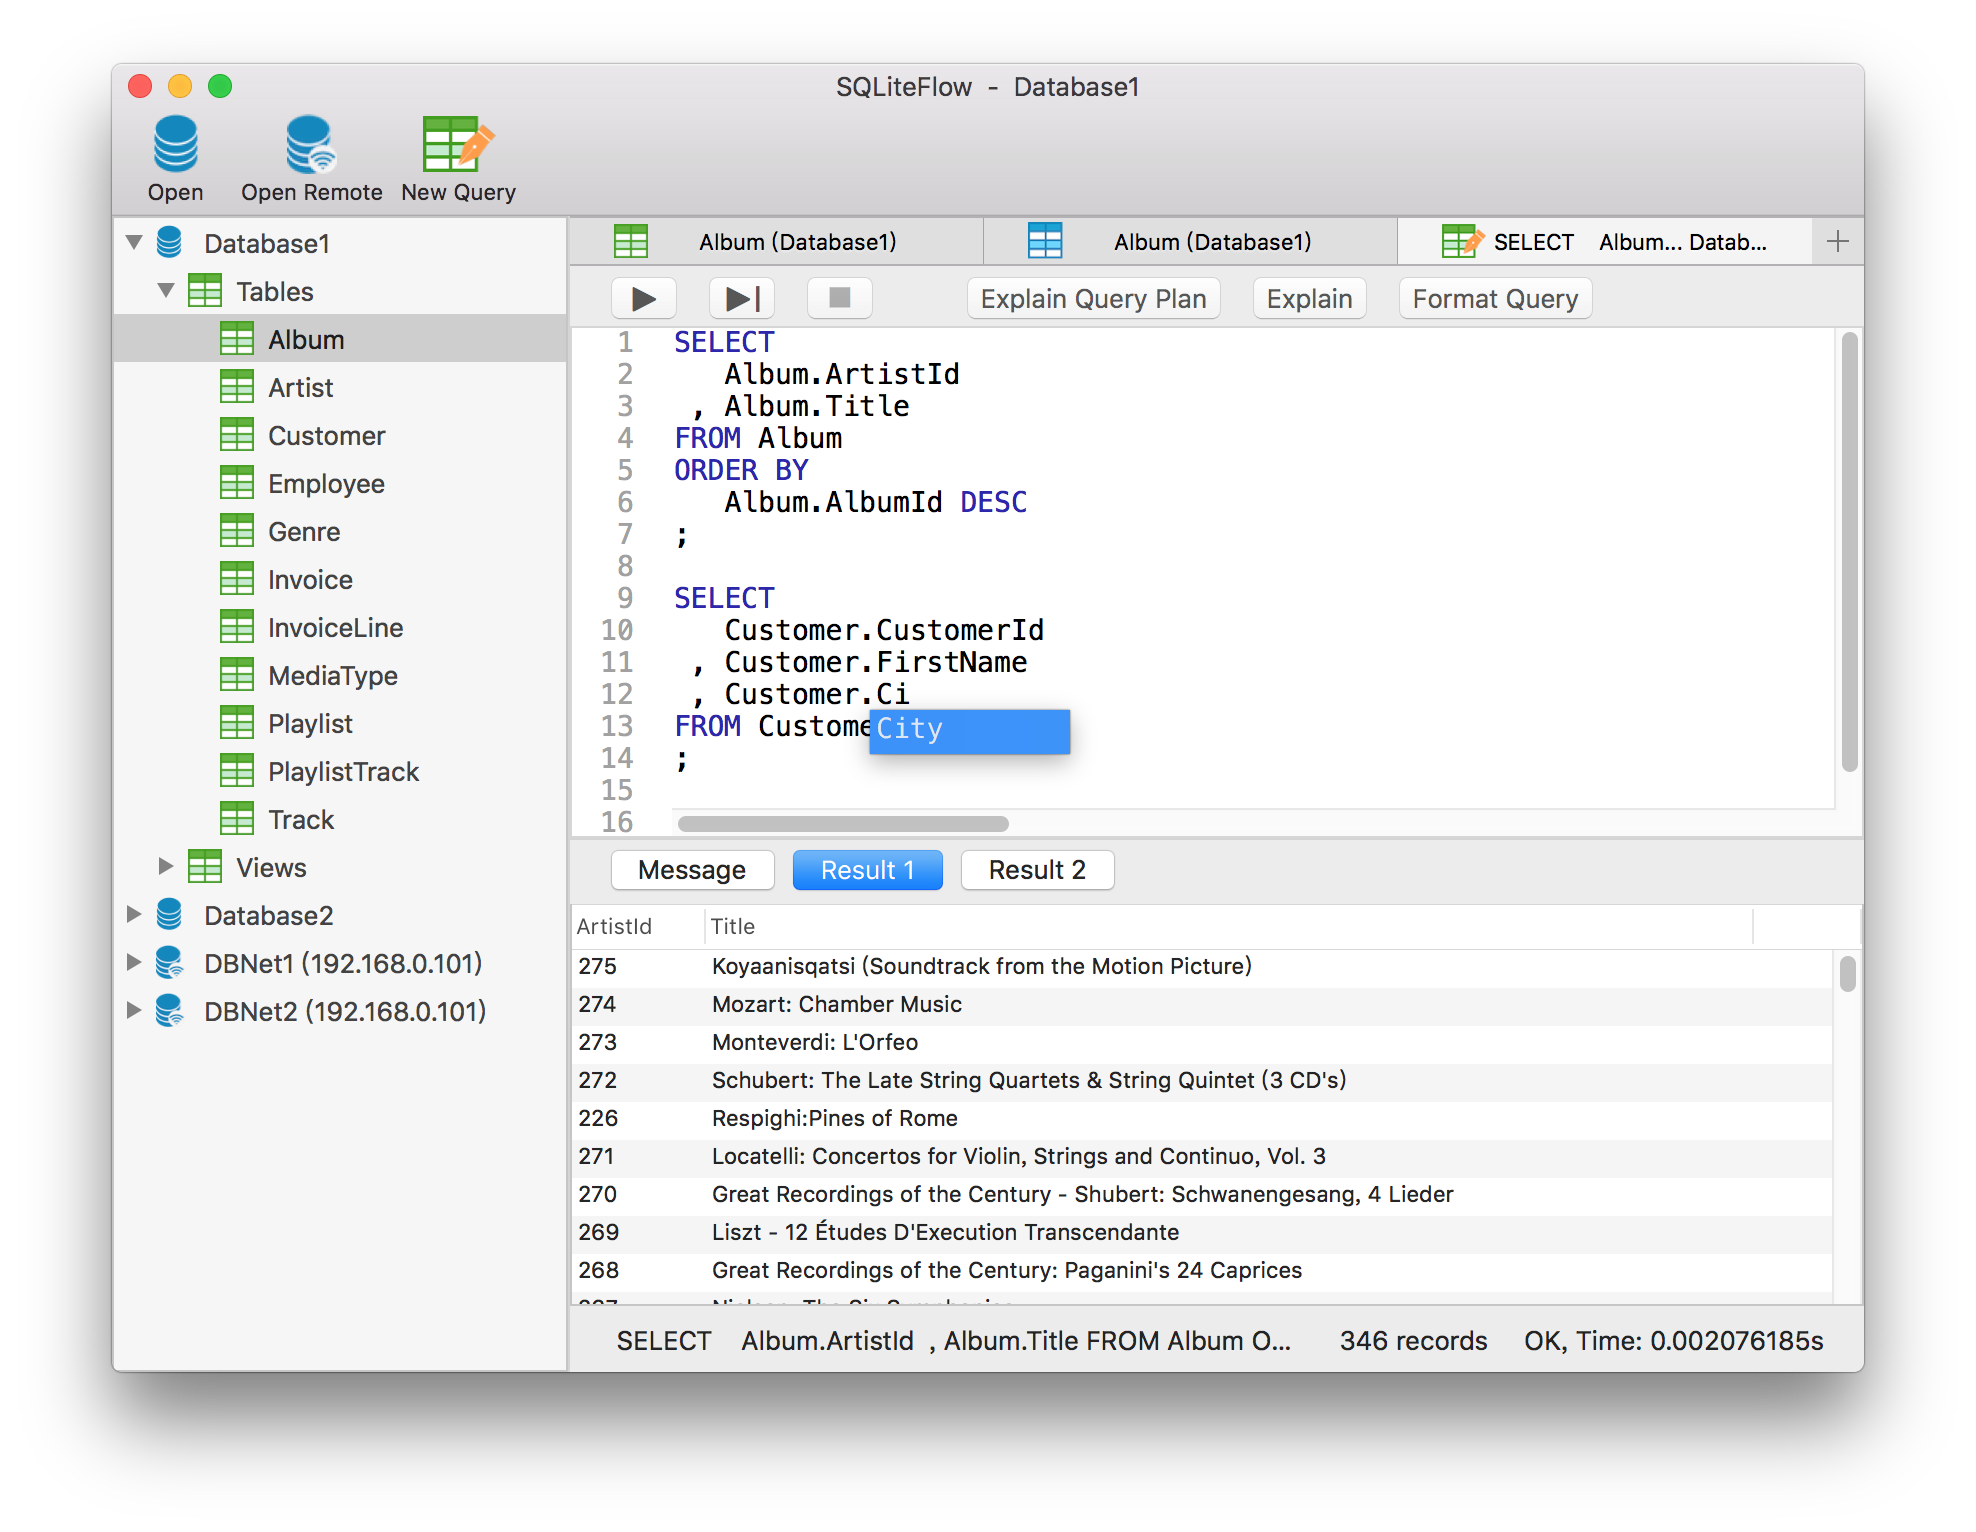 SQLiteFlow - Database1
Open Open Remote New Query
Database1
Tables
Album
Artist
Customer
Employee
Genre
Invoice
InvoiceLine
MediaType
Playlist
PlaylistTrack
Track
Views
Database2
DBNet1 (192.168.0.101)
DBNet2 (192.168.0.101)
Album (Database1) Album (Database1) SELECT Album... Datab...
Explain Query Plan Explain Format Query
1 SELECT
2 Album.ArtistId
3 , Album.Title
4 FROM Album
5 ORDER BY
6 Album.AlbumId DESC
7 ;
8
9 SELECT
10 Customer.CustomerId
11 , Customer.FirstName
12 , Customer.Ci
13 FROM Custome City
14 ;
15
16
Message Result 1 Result 2
ArtistId Title
275 Koyaanisqatsi (Soundtrack from the Motion Picture)
274 Mozart: Chamber Music
273 Monteverdi: L'Orfeo
272 Schubert: The Late String Quartets & String Quintet (3 CD's)
226 Respighi:Pines of Rome
271 Locatelli: Concertos for Violin, Strings and Continuo, Vol. 3
270 Great Recordings of the Century - Shubert: Schwanengesang, 4 Lieder
269 Liszt - 12 Études D'Execution Transcendante
268 Great Recordings of the Century: Paganini's 24 Caprices
SELECT Album.ArtistId , Album.Title FROM Album O... 346 records OK, Time: 0.002076185s